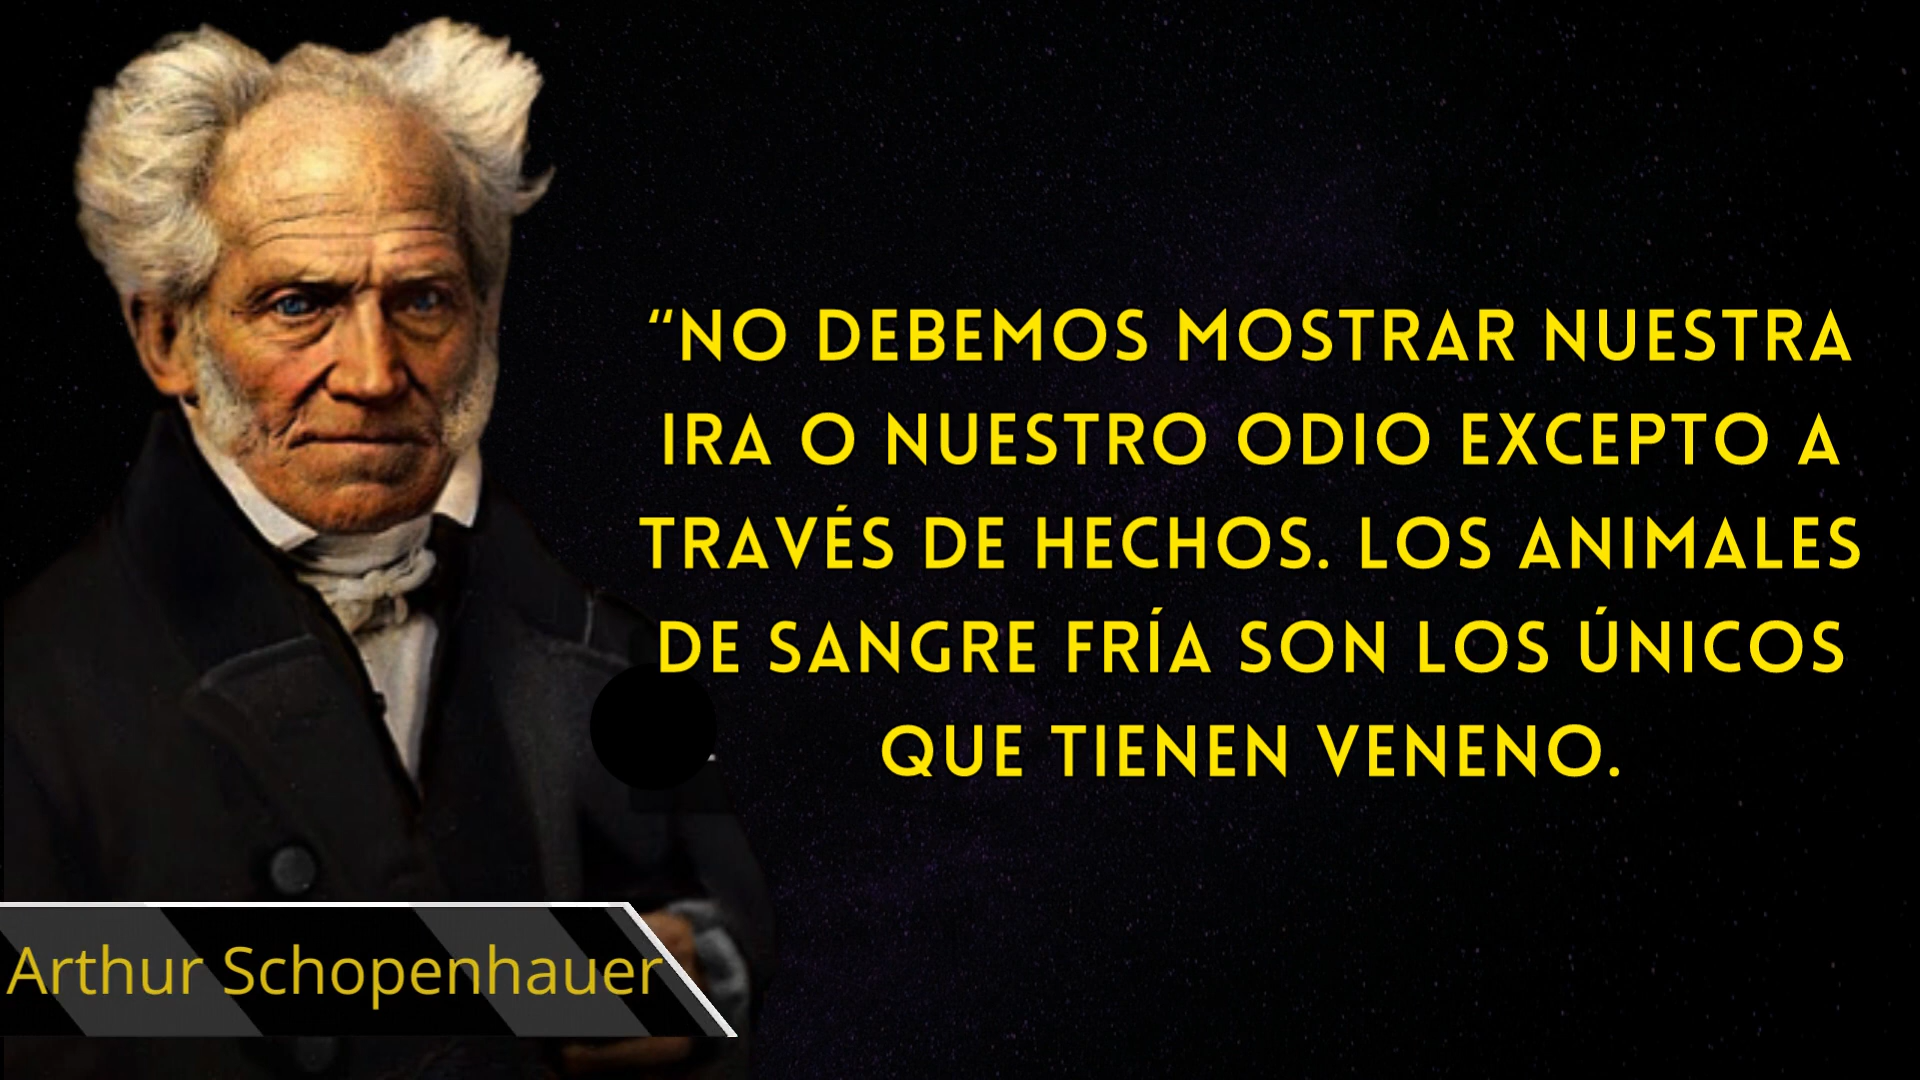 “NO DEBEMOS MOSTRAR NUESTRA
IRA O NUESTRO ODIO EXCEPTO A
TRAVÉS DE HECHOS. LOS ANIMALES
DE SANGRE FRÍA SON LOS ÚNICOS
QUE TIENEN VENENO.
Arthur Schopenhauer